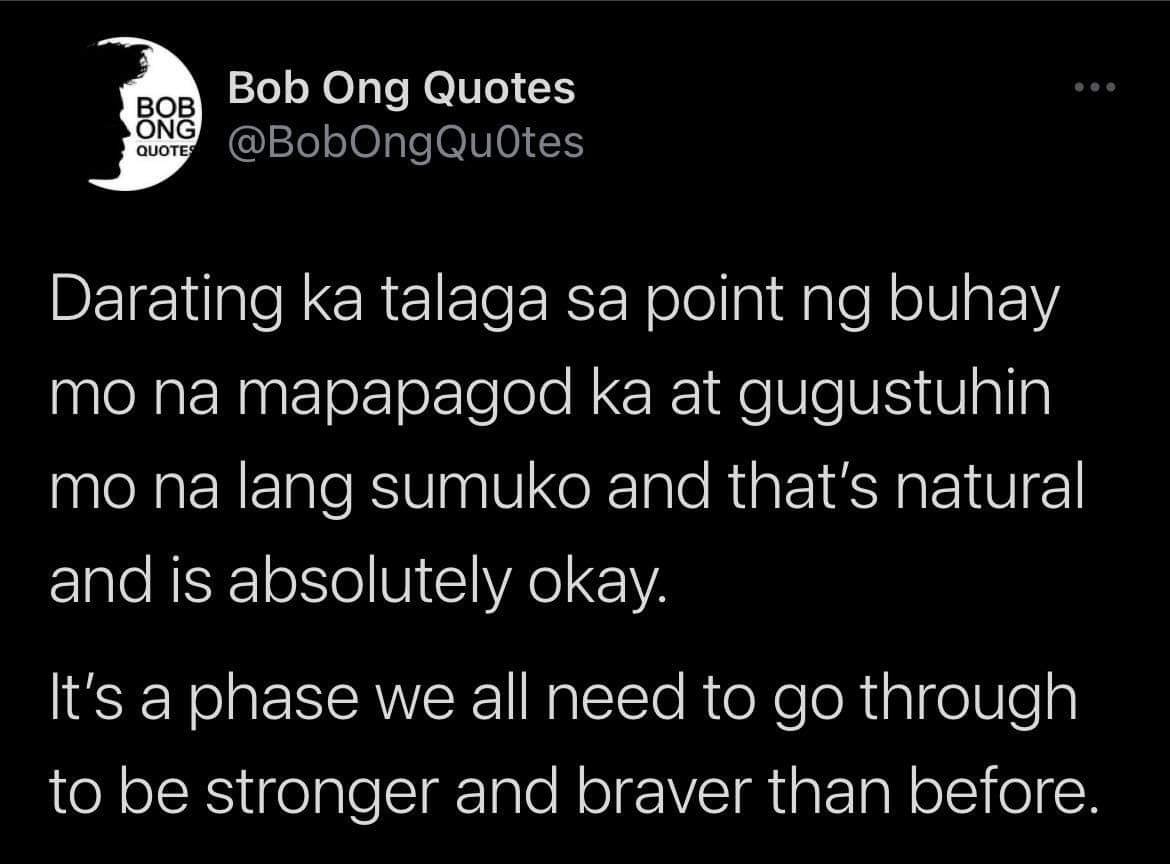 BOB
ONG
QUOTES
Bob Ong Quotes
@BobOngQu0tes
Darating ka talaga sa point ng buhay
mo na mapapagod ka at gugustuhin
mo na lang sumuko and that's natural
and is absolutely okay.
It's a phase we all need to go through
to be stronger and braver than before.